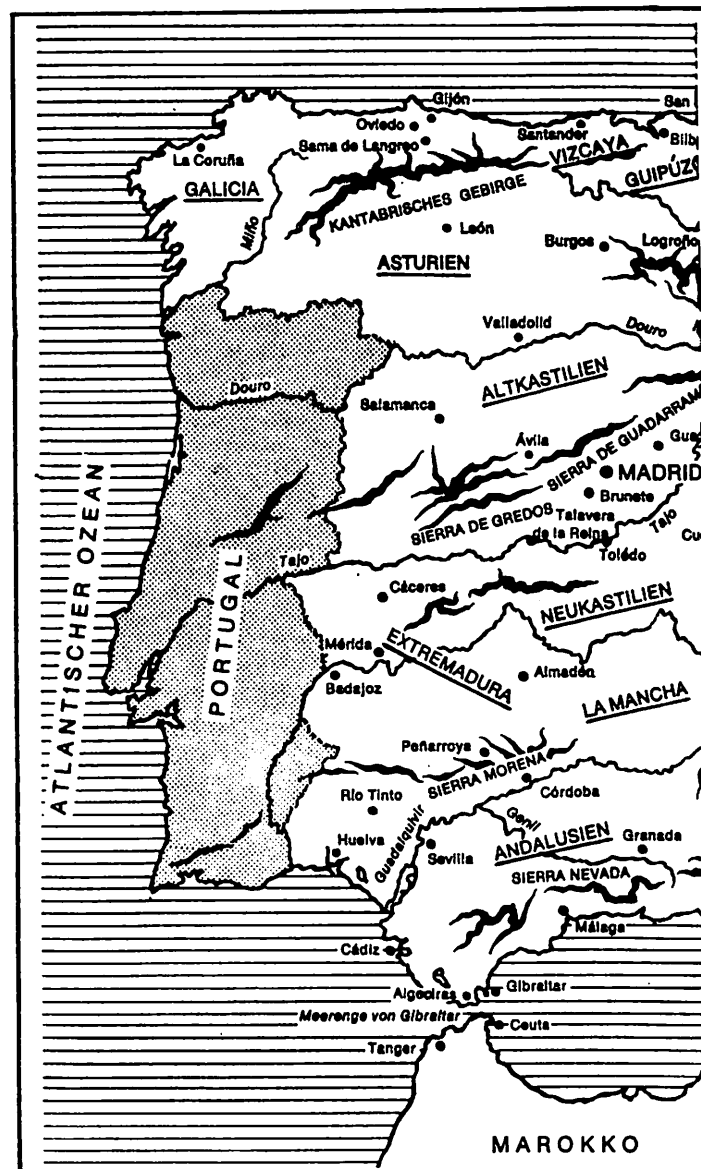 Gijón
San
Oviedo
Santander
La Coruña
Sama de Langreo
VIZCAYA
Bilb
GALICIA
GUIPÚZ
KANTABRISCHES GEBIRGE
Miño
León
Burgos
Logroño
ASTURIEN
Valladolid
Douro
Douro
ALTKASTILIEN
Salamanca
Ávila
SIERRA DE GUADARRAMA
Guad
MADRID
Brunete
SIERRA DE GREDOS
Talavera
de la Reina
Tajo
Tolédo
Cu
ATLANTISCHER OZEAN
PORTUGAL
Tajo
Cáceres
NEUKASTILIEN
Mérida
EXTREMADURA
Badajoz
Almadén
LA MANCHA
Peñarroya
SIERRA MORENA
Río Tinto
Córdoba
Guadalquivir
Genil
Huelva
Sevilla
ANDALUSIEN
Granada
SIERRA NEVADA
Málaga
Cádiz
Algeciras
Gibraltar
Meerenge von Gibraltar
Ceuta
Tanger
MAROKKO